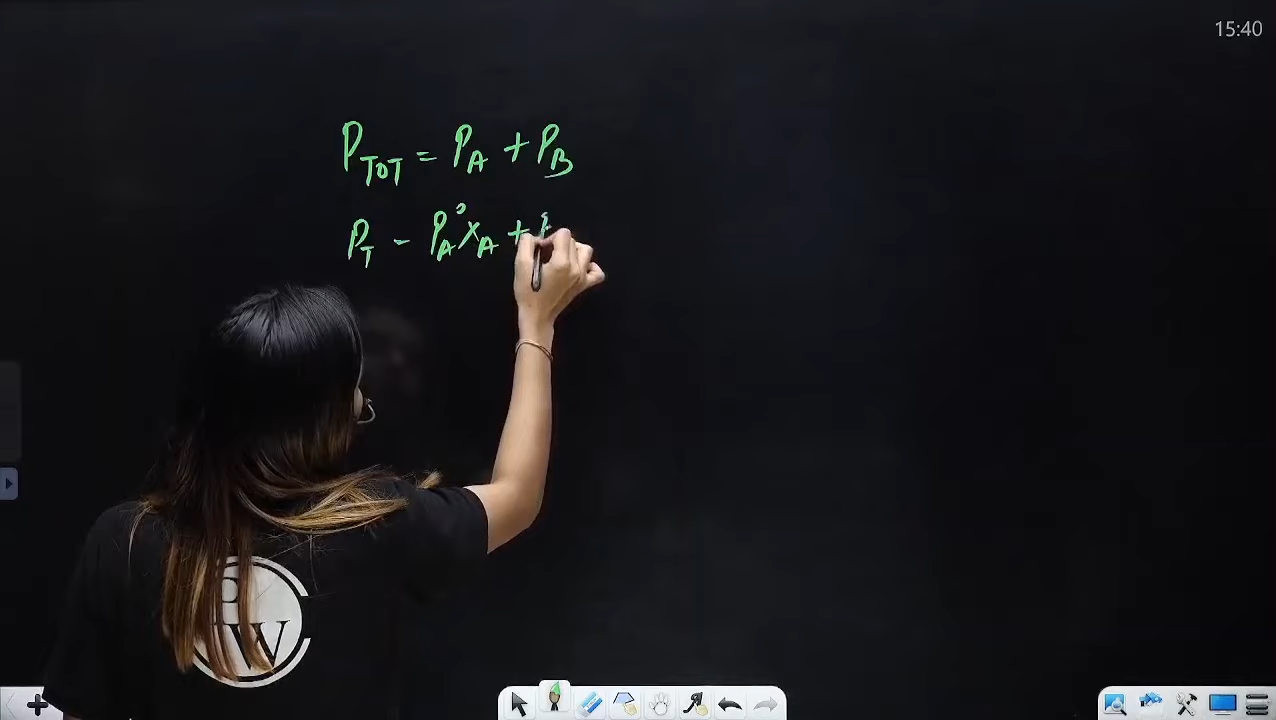 15:40
P_TOT = P_A + P_B
P_T - P_A° X_A +
PW